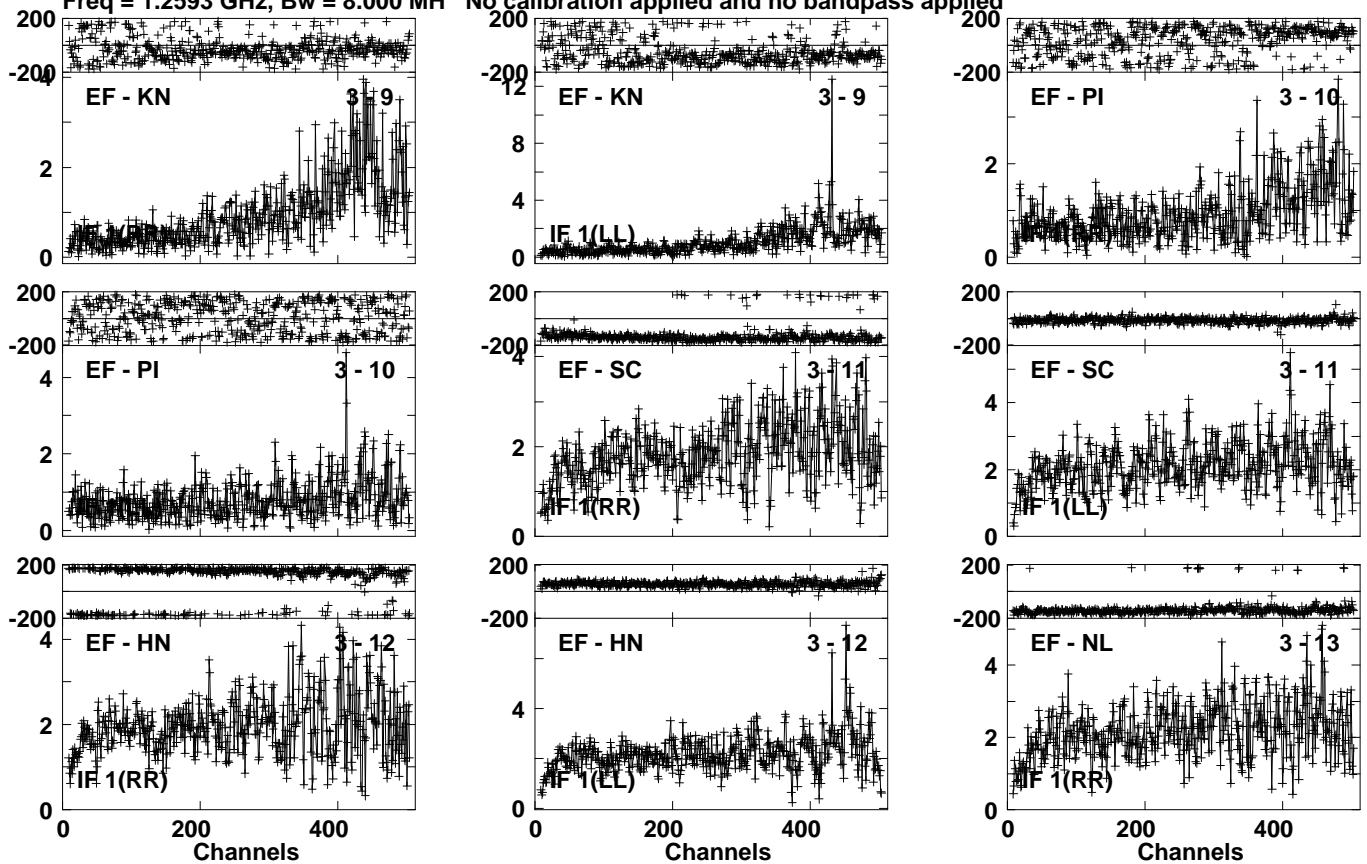 Freq = 1.2593 GHz, Bw = 8.000 MH No calibration applied and no bandpass applied
200
-200
EF - KN 3 - 9
4
2
0
IF 1(RR)
EF - KN 3 - 9
12
8
4
0
IF 1(LL)
200
-200
EF - PI 3 - 10
2
0
200
-200
EF - PI 3 - 10
4
2
0
200
-200
EF - SC 3 - 11
4
2
0
IF 1(RR)
200
-200
EF - SC 3 - 11
4
2
0
IF 1(LL)
200
-200
EF - HN 3 - 12
4
2
0
IF 1(RR)
0 200 400
Channels
200
-200
EF - HN 3 - 12
4
0
IF 1(LL)
0 200 400
Channels
200
-200
EF - NL 3 - 13
4
2
0
IF 1(RR)
0 200 400
Channels